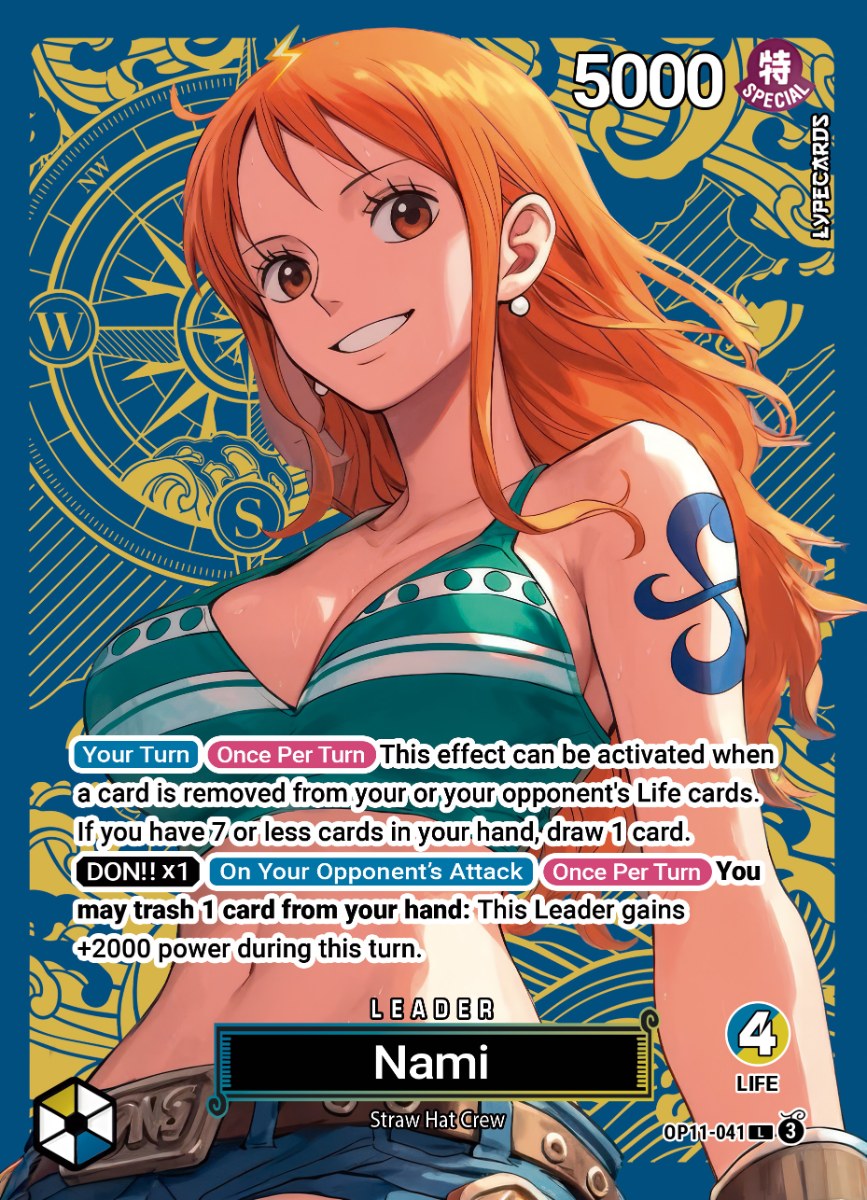 5000
特
SPECIAL
LYPECARDS
NW
W
S
Your Turn Once Per Turn This effect can be activated when
a card is removed from your or your opponent's Life cards.
If you have 7 or less cards in your hand, draw 1 card.
DON!! x1 On Your Opponent's Attack Once Per Turn You
may trash 1 card from your hand: This Leader gains
+2000 power during this turn.
LEADER
Nami
4
LIFE
Straw Hat Crew
OP11-041 L 3